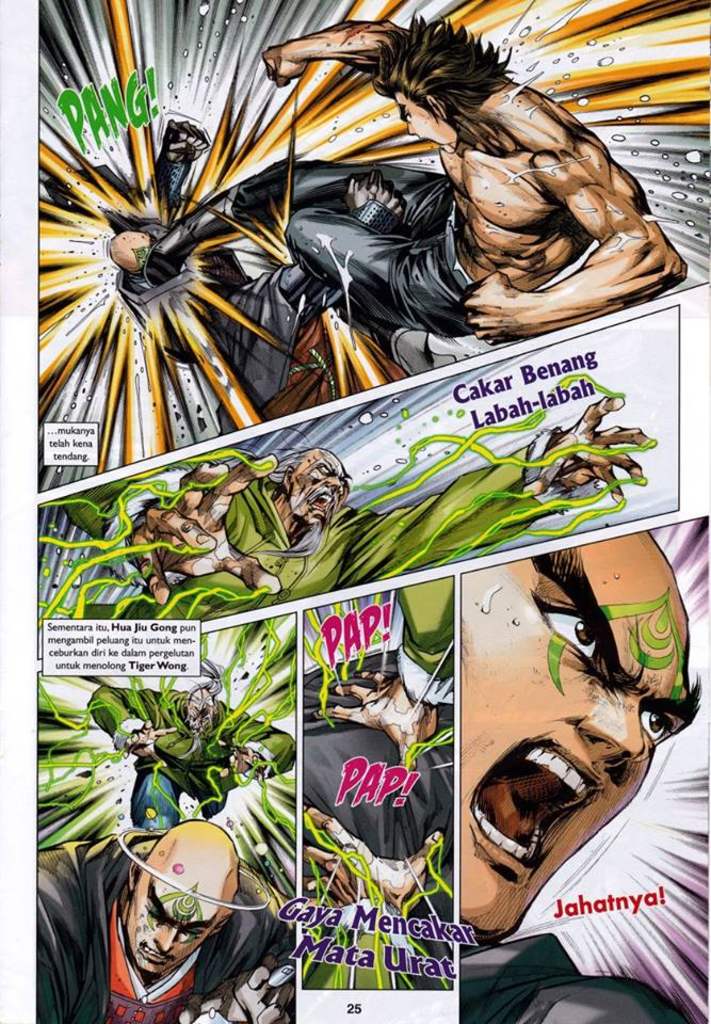 PANG!
...mukanya
telah kena
tendang.
Cakar Benang
Labah-labah
Sementara itu, Hua Jiu Gong pun
mengambil peluang itu untuk men-
ceburkan diri ke dalam pergelutan
untuk menolong Tiger Wong.
PAP!
PAP!
Gaya Mencakar
Mata Urat
Jahatnya!
25